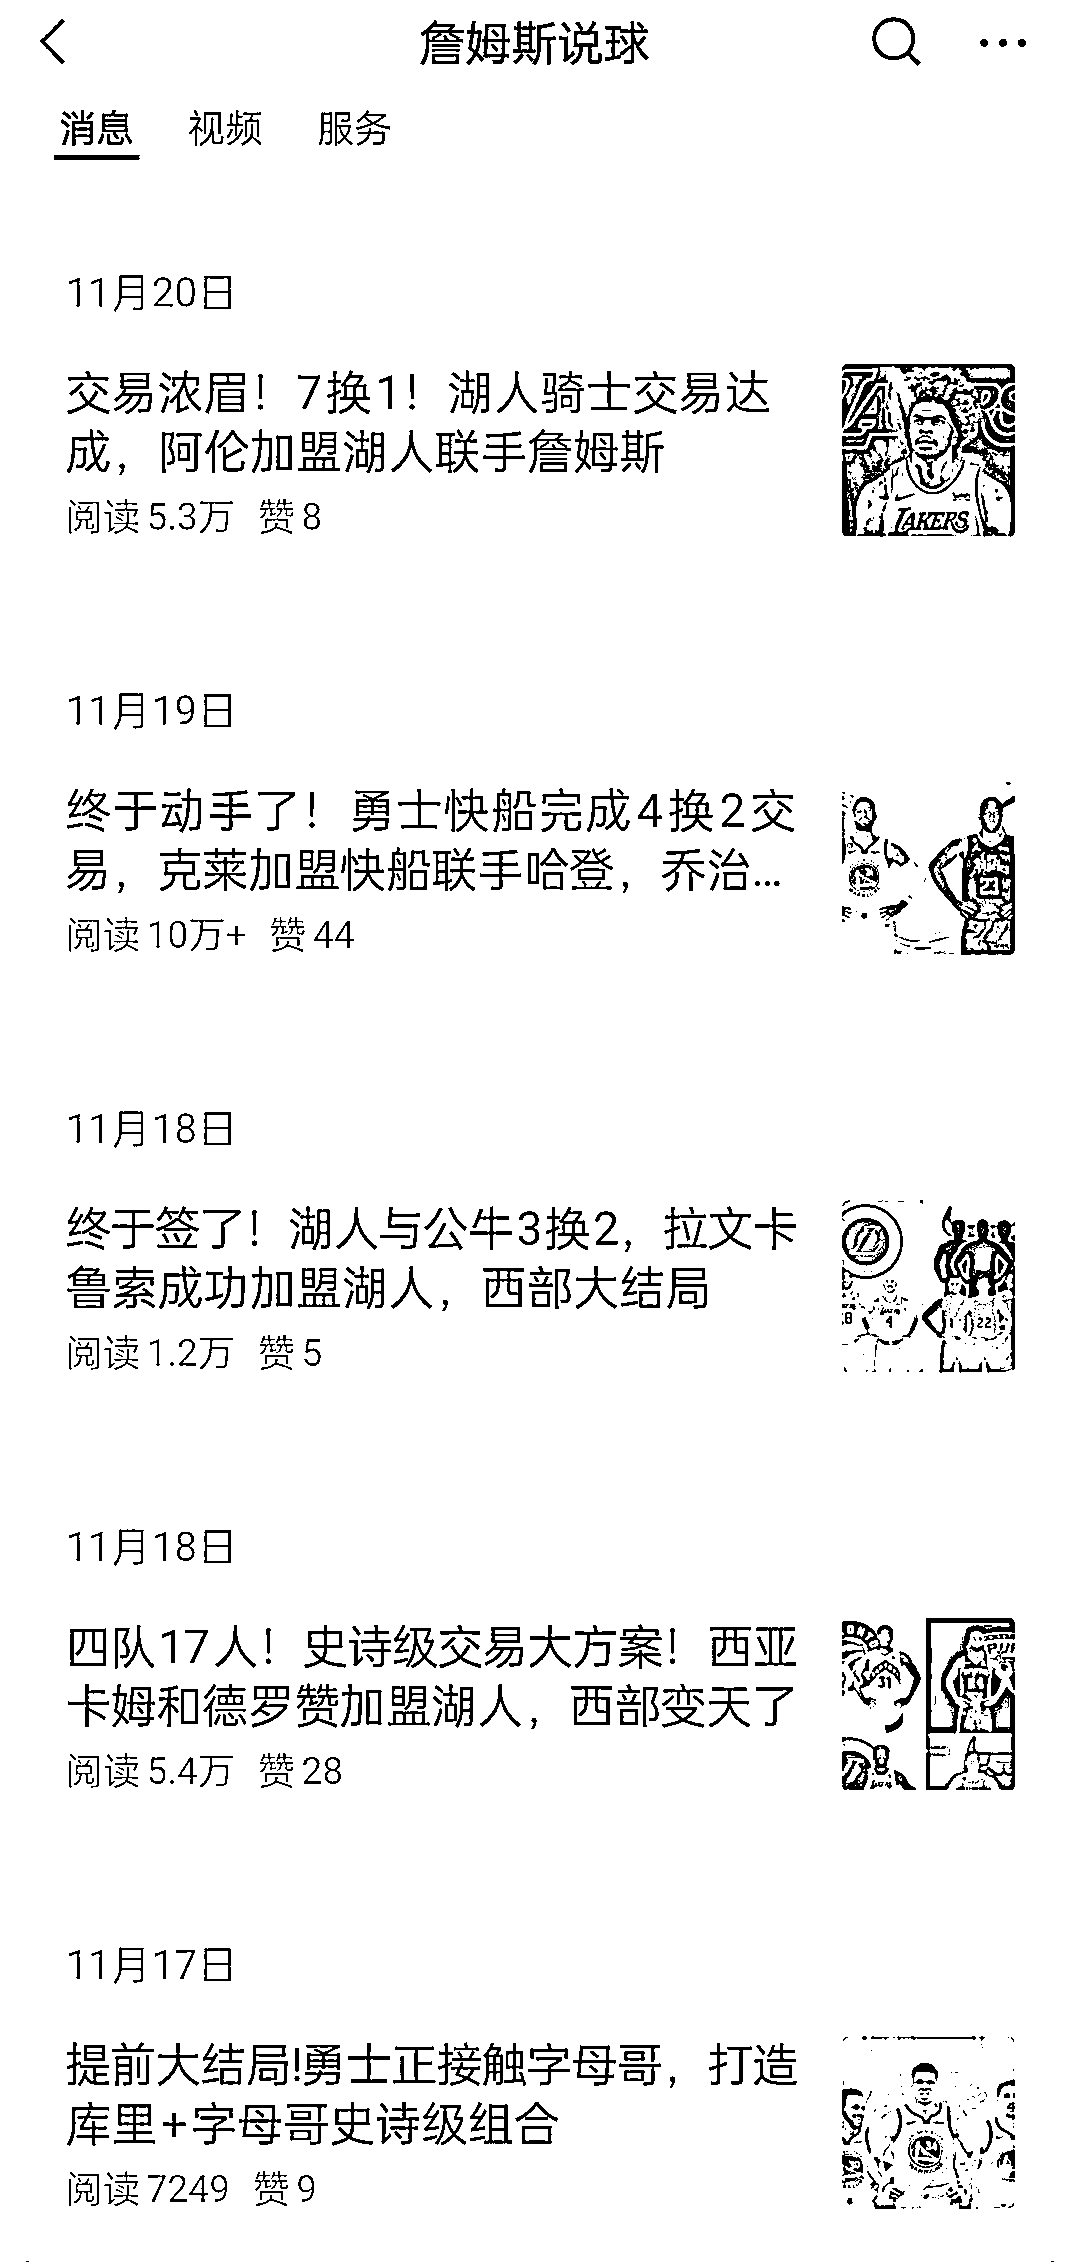 詹姆斯说球
消息 视频 服务
11月20日
交易浓眉！7换1！湖人骑士交易达
成，阿伦加盟湖人联手詹姆斯
阅读 5.3万 赞 8
LAKERS
11月19日
终于动手了！勇士快船完成4换2交
易，克莱加盟快船联手哈登，乔治...
阅读 10万+ 赞 44
11月18日
终于签了！湖人与公牛3换2，拉文卡
鲁索成功加盟湖人，西部大结局
阅读 1.2万 赞 5
11月18日
四队17人！史诗级交易大方案！西亚
卡姆和德罗赞加盟湖人，西部变天了
阅读 5.4万 赞 28
11月17日
提前大结局!勇士正接触字母哥，打造
库里+字母哥史诗级组合
阅读 7249 赞 9